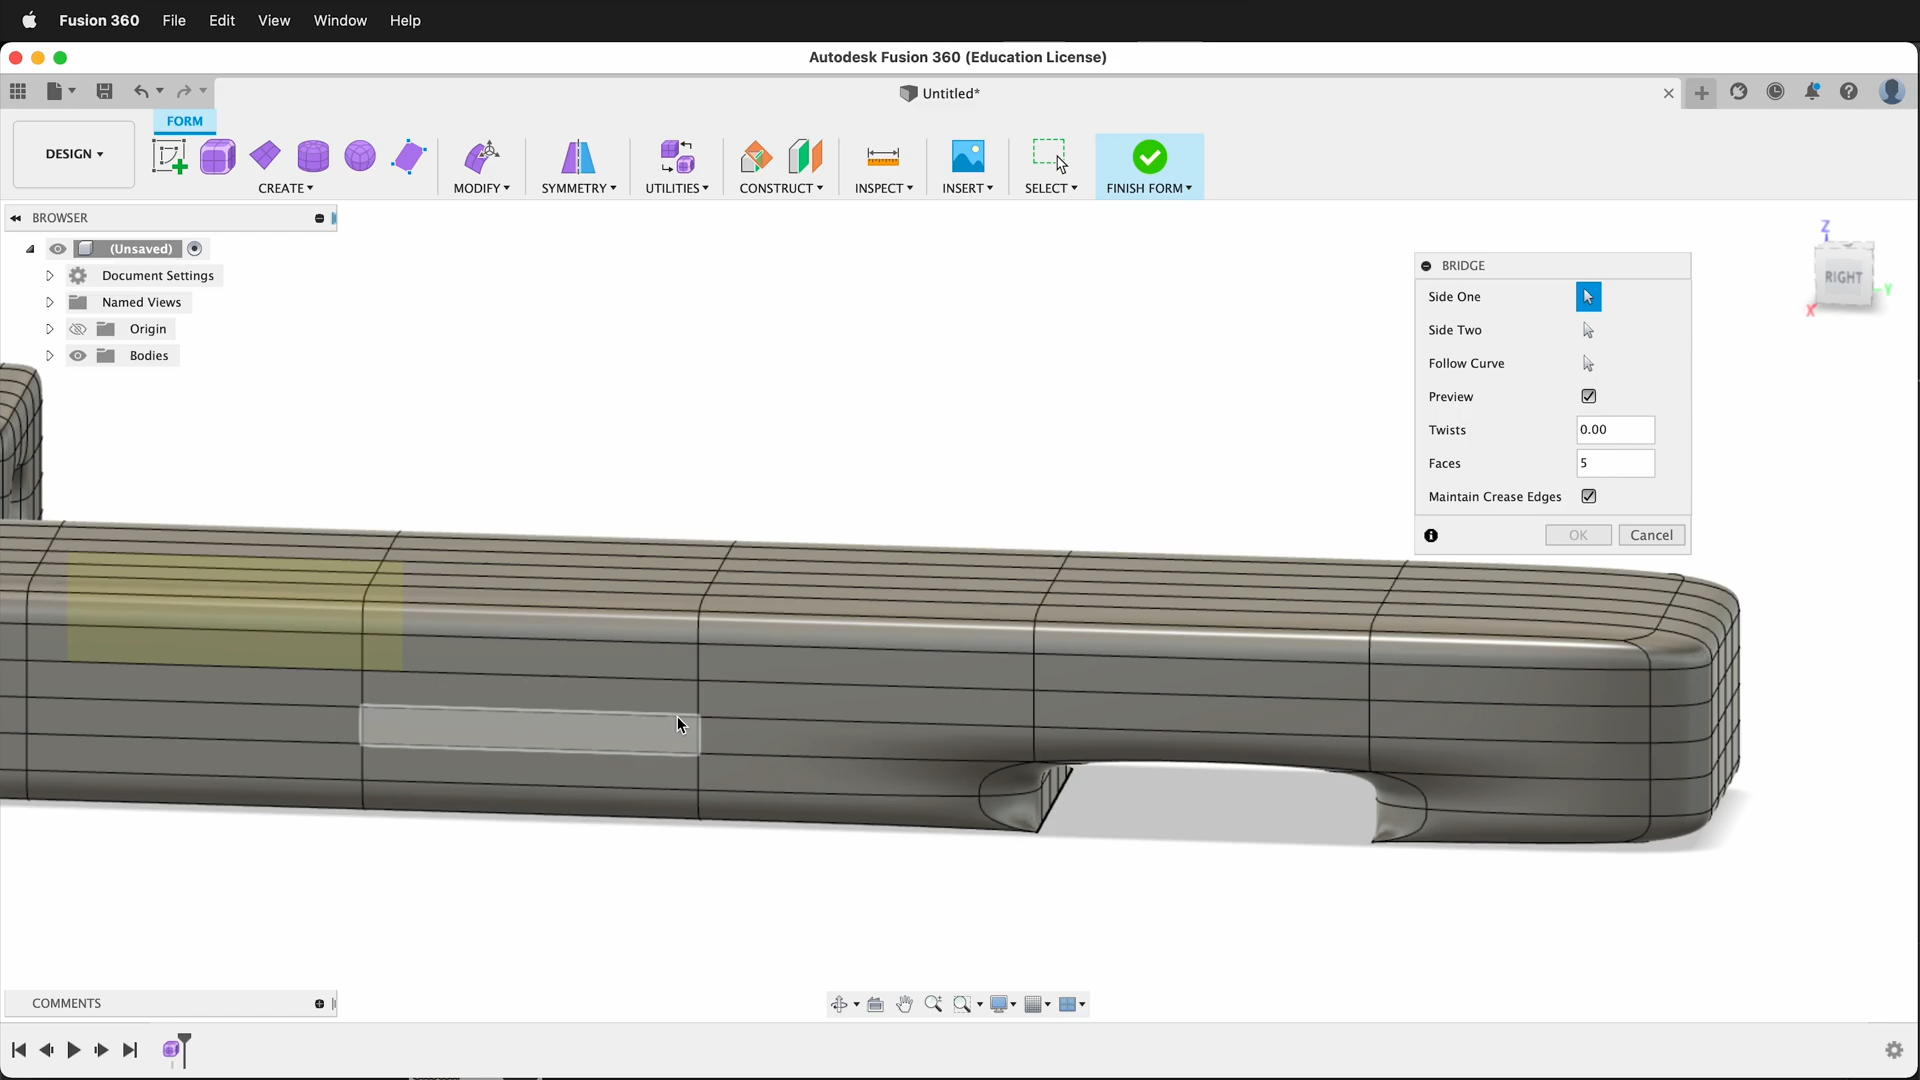 Fusion 360 File Edit View Window Help
Autodesk Fusion 360 (Education License)
Untitled*
FORM
DESIGN
CREATE MODIFY SYMMETRY UTILITIES CONSTRUCT INSPECT INSERT SELECT FINISH FORM
BROWSER
(Unsaved)
Document Settings
Named Views
Origin
Bodies
Z
RIGHT
Y
X
BRIDGE
Side One
Side Two
Follow Curve
Preview
Twists 0.00
Faces 5
Maintain Crease Edges
OK Cancel
COMMENTS